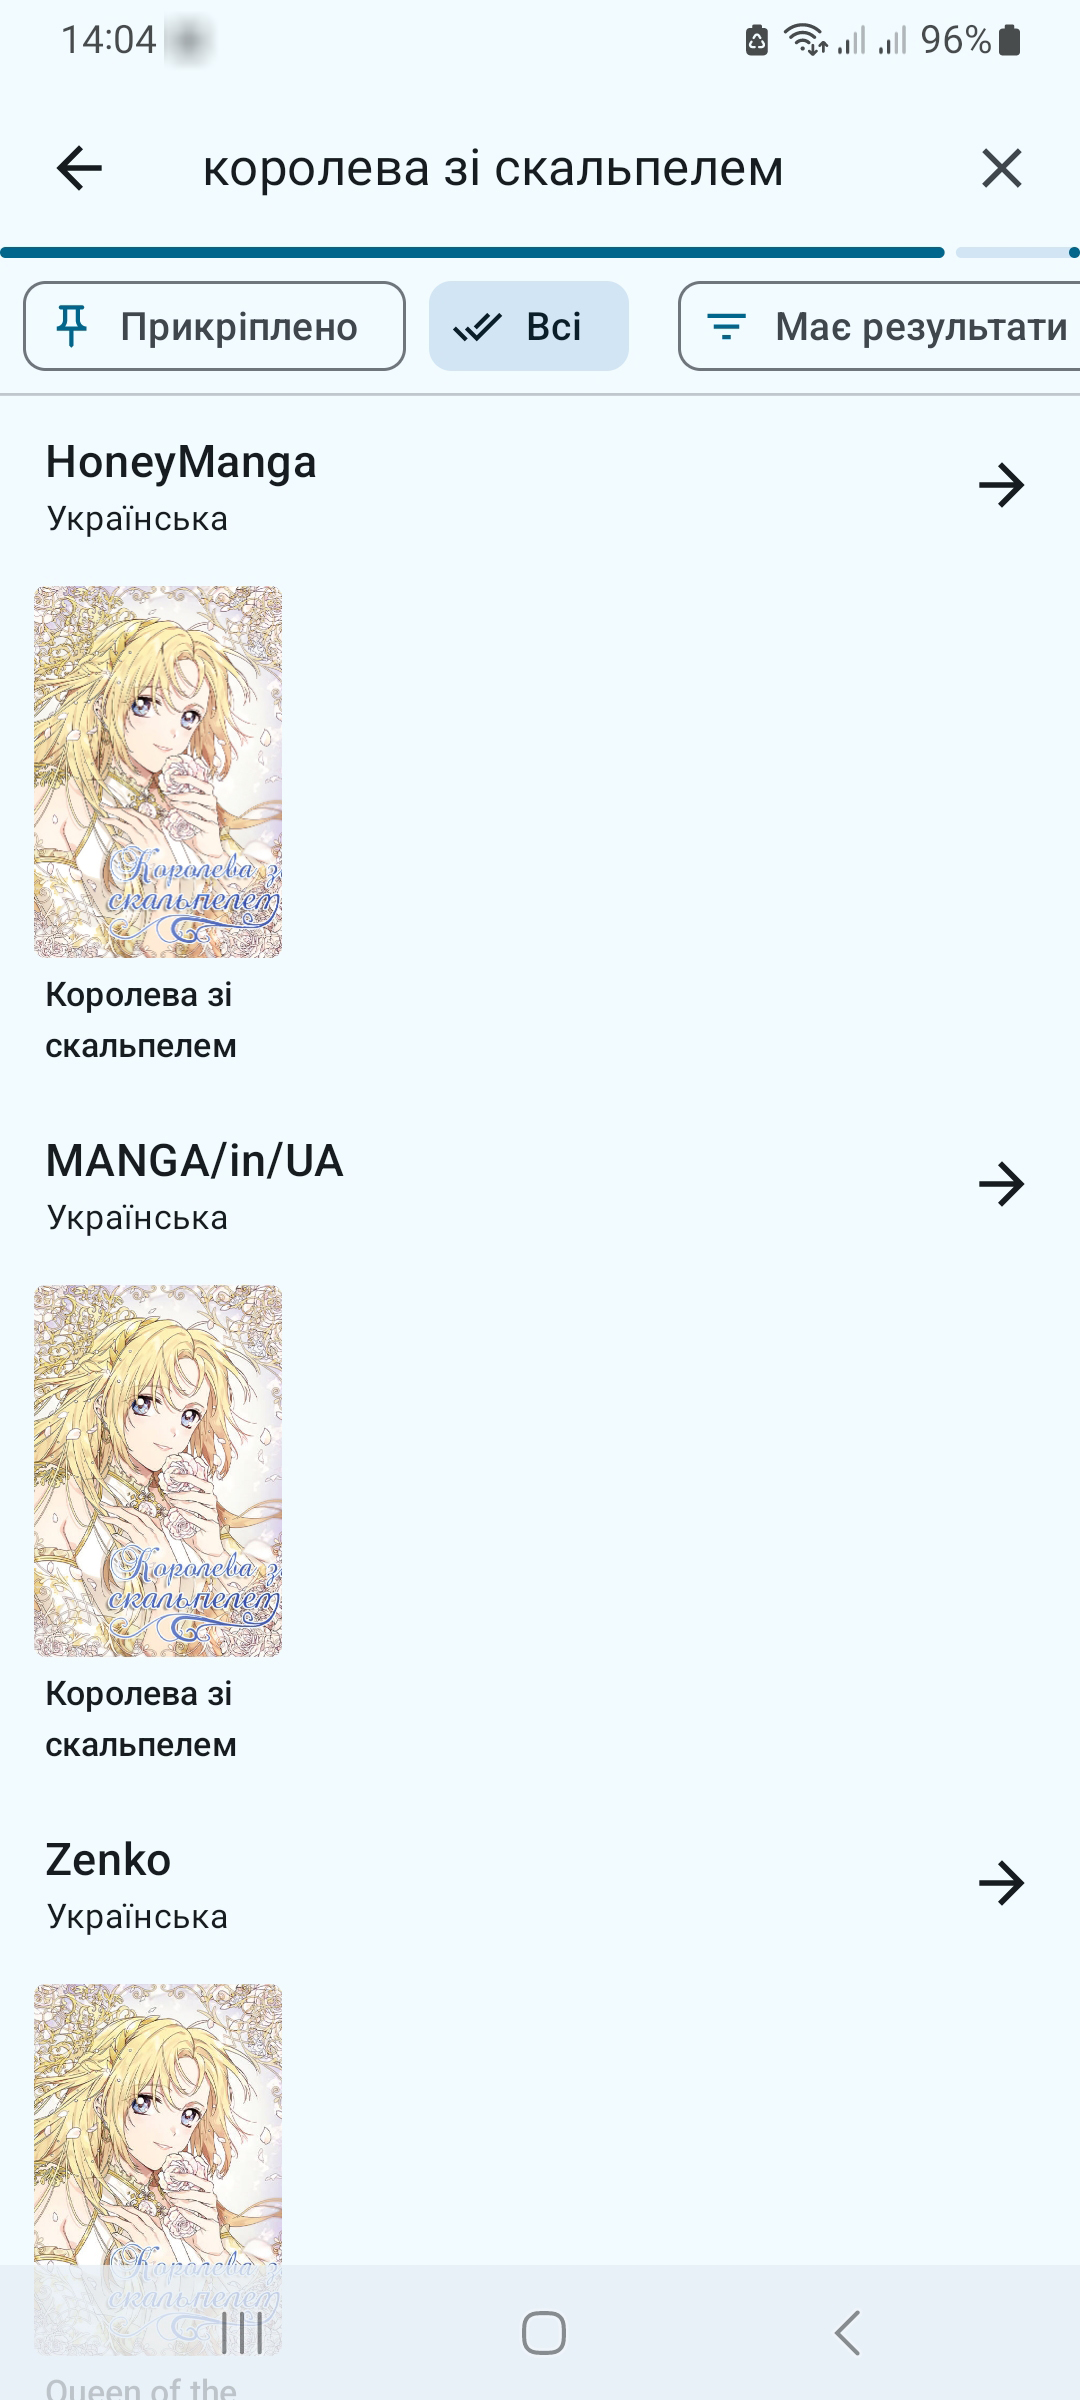 14:04
96%
королева зі скальпелем
Прикріплено
Всі
Має результати
HoneyManga
Українська
Королева зі
скальпелем
Королева зі
скальпелем
MANGA/in/UA
Українська
Королева зі
скальпелем
Королева зі
скальпелем
Zenko
Українська
Королева зі
скальпелем
Queen of the